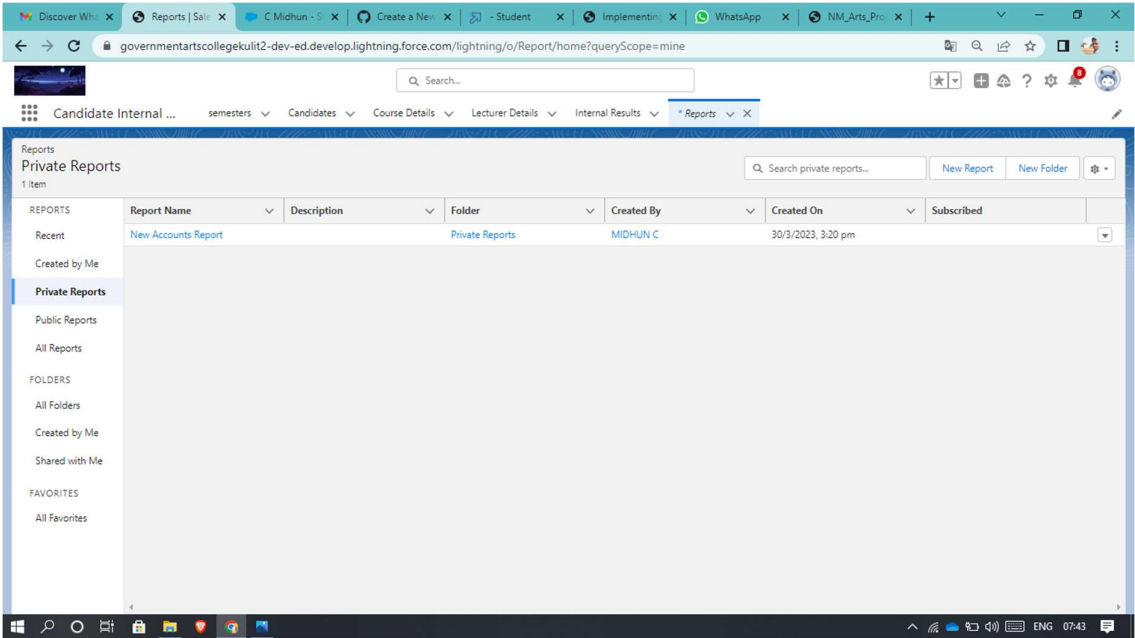 Discover Wha
Reports | Sale
C Midhun - S
Create a New
- Student
Implementing
WhatsApp
NM_Arts_Pro
governmentartscollegekulit2-dev-ed.develop.lightning.force.com/lightning/o/Report/home?queryScope=mine
Search...
8
Candidate Internal ...
semesters
Candidates
Course Details
Lecturer Details
Internal Results
* Reports
Reports
Private Reports
1 item
Search private reports...
New Report
New Folder
REPORTS
Recent
Created by Me
Private Reports
Public Reports
All Reports
FOLDERS
All Folders
Created by Me
Shared with Me
FAVORITES
All Favorites
Report Name Description Folder Created By Created On Subscribed
New Accounts Report Private Reports MIDHUN C 30/3/2023, 3:20 pm
ENG 07:43